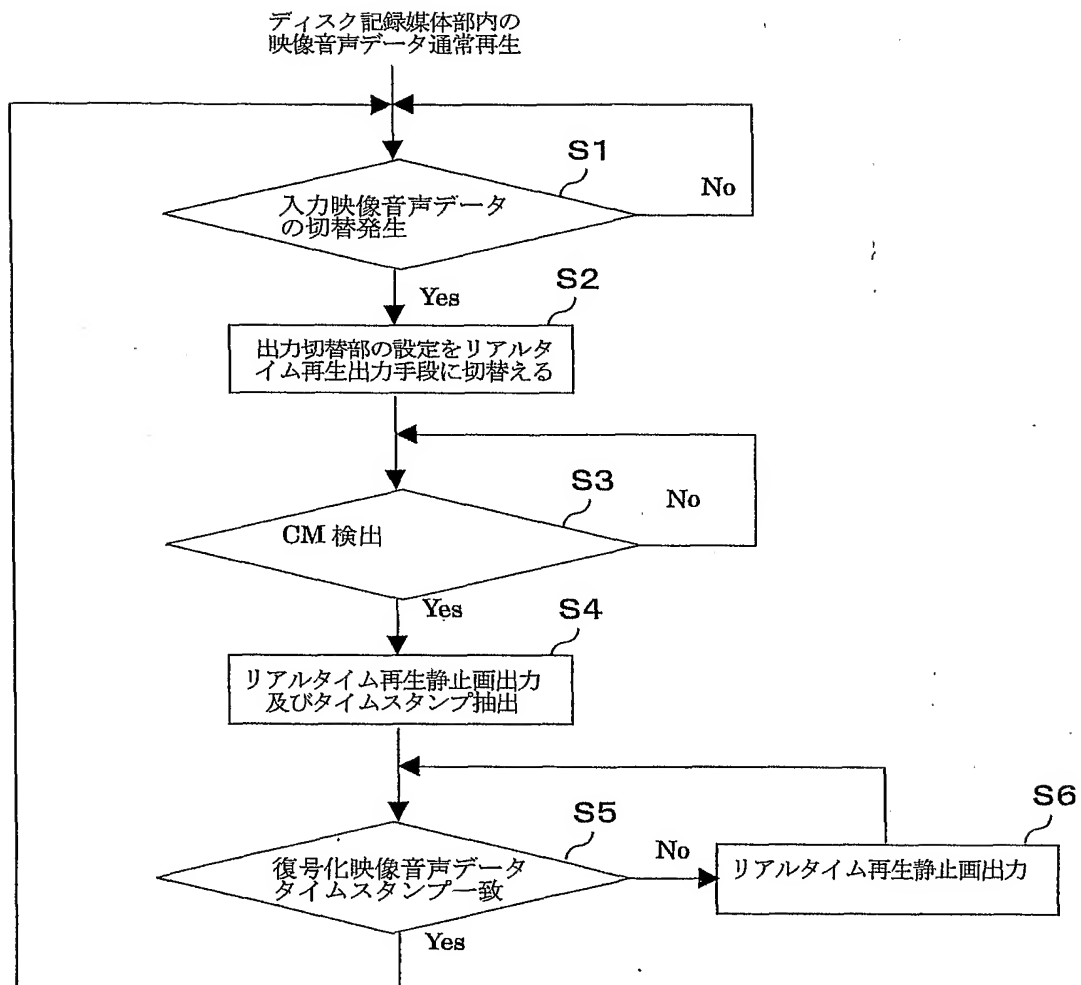 ディスク記録媒体部内の
映像音声データ通常再生
S1
No
入力映像音声データ
の切替発生
Yes
S2
出力切替部の設定をリアルタ
イム再生出力手段に切替える
S3
No
CM 検出
Yes
S4
リアルタイム再生静止画出力
及びタイムスタンプ抽出
S5
S6
復号化映像音声データ
タイムスタンプ一致
No
リアルタイム再生静止画出力
Yes